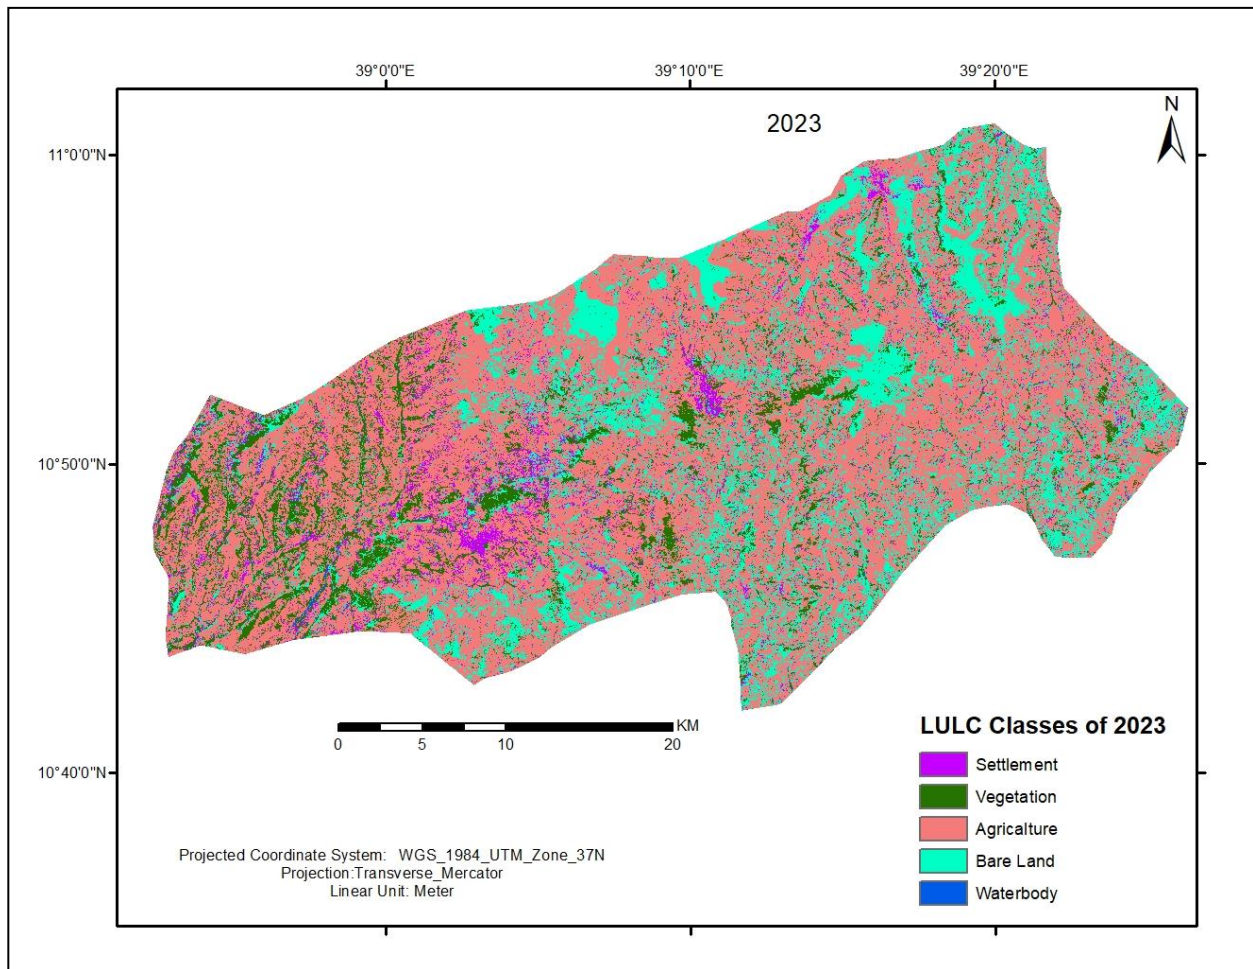 39°0'0"E 39°10'0"E 39°20'0"E
2023
N
11°0'0"N
10°50'0"N
10°40'0"N
KM
0 5 10 20
LULC Classes of 2023
Settlement
Vegetation
Agricalture
Bare Land
Waterbody
Projected Coordinate System: WGS_1984_UTM_Zone_37N
Projection:Transverse_Mercator
Linear Unit: Meter